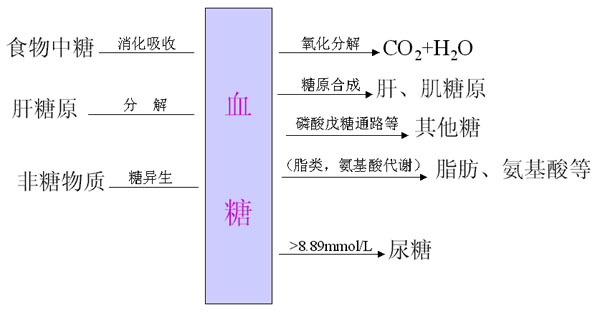 食物中糖 消化吸收
肝糖原 分 解
非糖物质 糖异生
血
糖
氧化分解 CO₂+H₂O
糖原合成 肝、肌糖原
磷酸戊糖通路等 其他糖
（脂类，氨基酸代谢） 脂肪、氨基酸等
>8.89mmol/L 尿糖